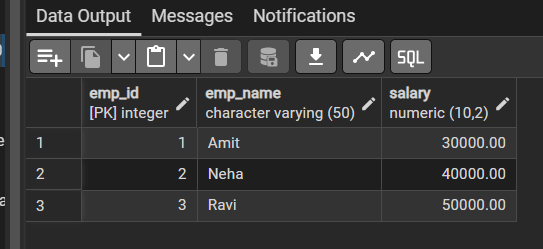 Data Output Messages Notifications
SQL
emp_id emp_name salary
[PK] integer character varying (50) numeric (10,2)
1 1 Amit 30000.00
2 2 Neha 40000.00
3 3 Ravi 50000.00